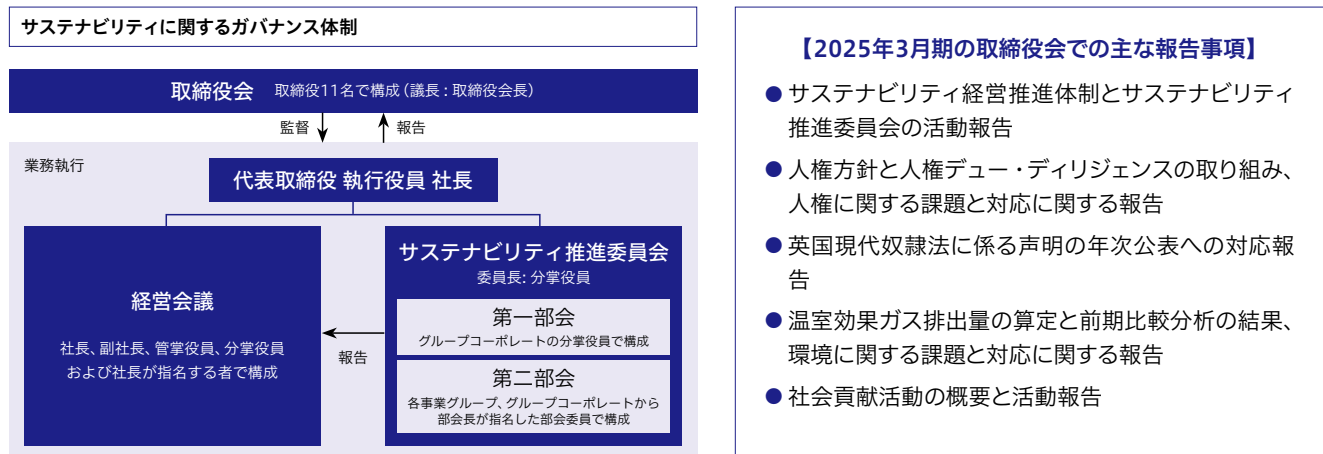 サステナビリティに関するガバナンス体制
取締役会 取締役11名で構成（議長：取締役会長）
監督 報告
業務執行
代表取締役 執行役員 社長
経営会議
社長、副社長、管掌役員、分掌役員
および社長が指名する者で構成
報告
サステナビリティ推進委員会
委員長: 分掌役員
第一部会
グループコーポレートの分掌役員で構成
第二部会
各事業グループ、グループコーポレートから
部会長が指名した部会委員で構成
【2025年3月期の取締役会での主な報告事項】
● サステナビリティ経営推進体制とサステナビリティ
推進委員会の活動報告
● 人権方針と人権デュー・ディリジェンスの取り組み、
人権に関する課題と対応に関する報告
● 英国現代奴隷法に係る声明の年次公表への対応報
告
● 温室効果ガス排出量の算定と前期比較分析の結果、
環境に関する課題と対応に関する報告
● 社会貢献活動の概要と活動報告